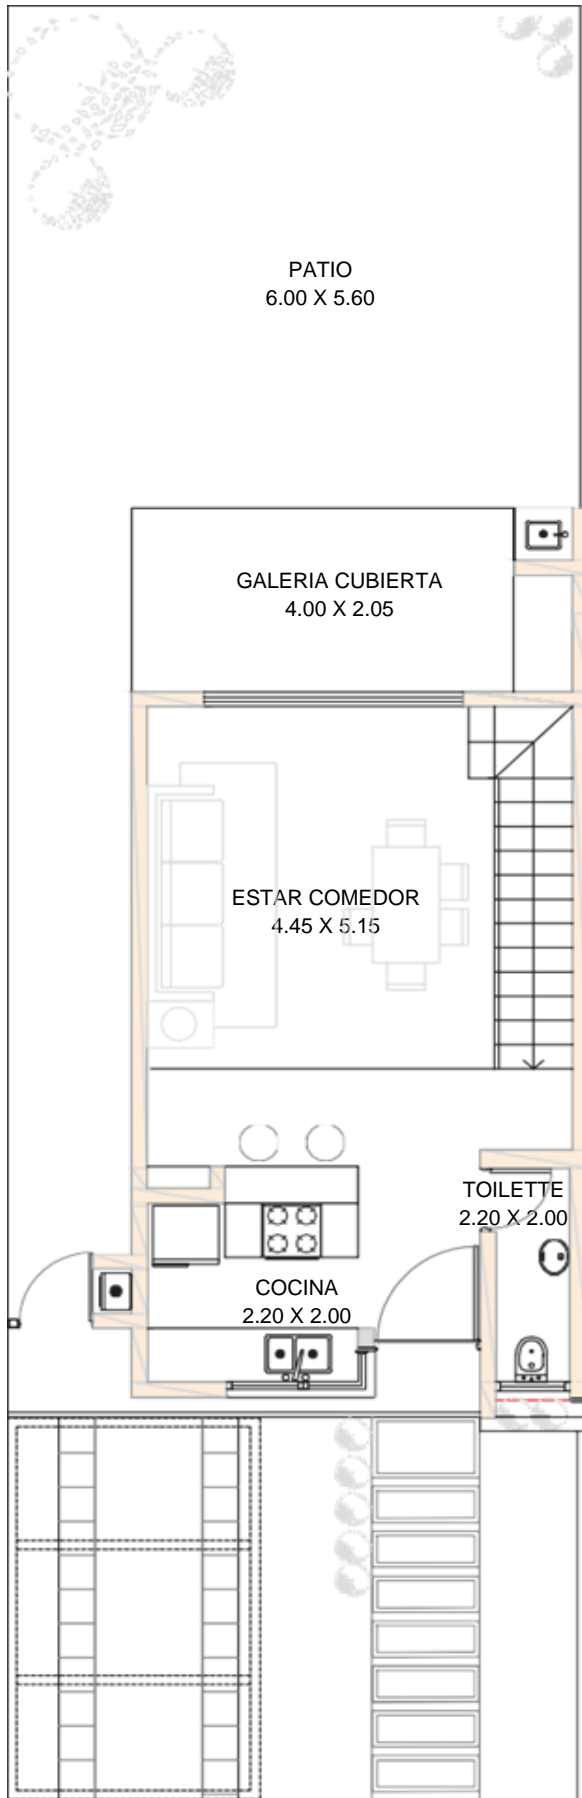 PATIO
6.00 X 5.60
GALERIA CUBIERTA
4.00 X 2.05
ESTAR COMEDOR
4.45 X 5.15
TOILETTE
2.20 X 2.00
COCINA
2.20 X 2.00